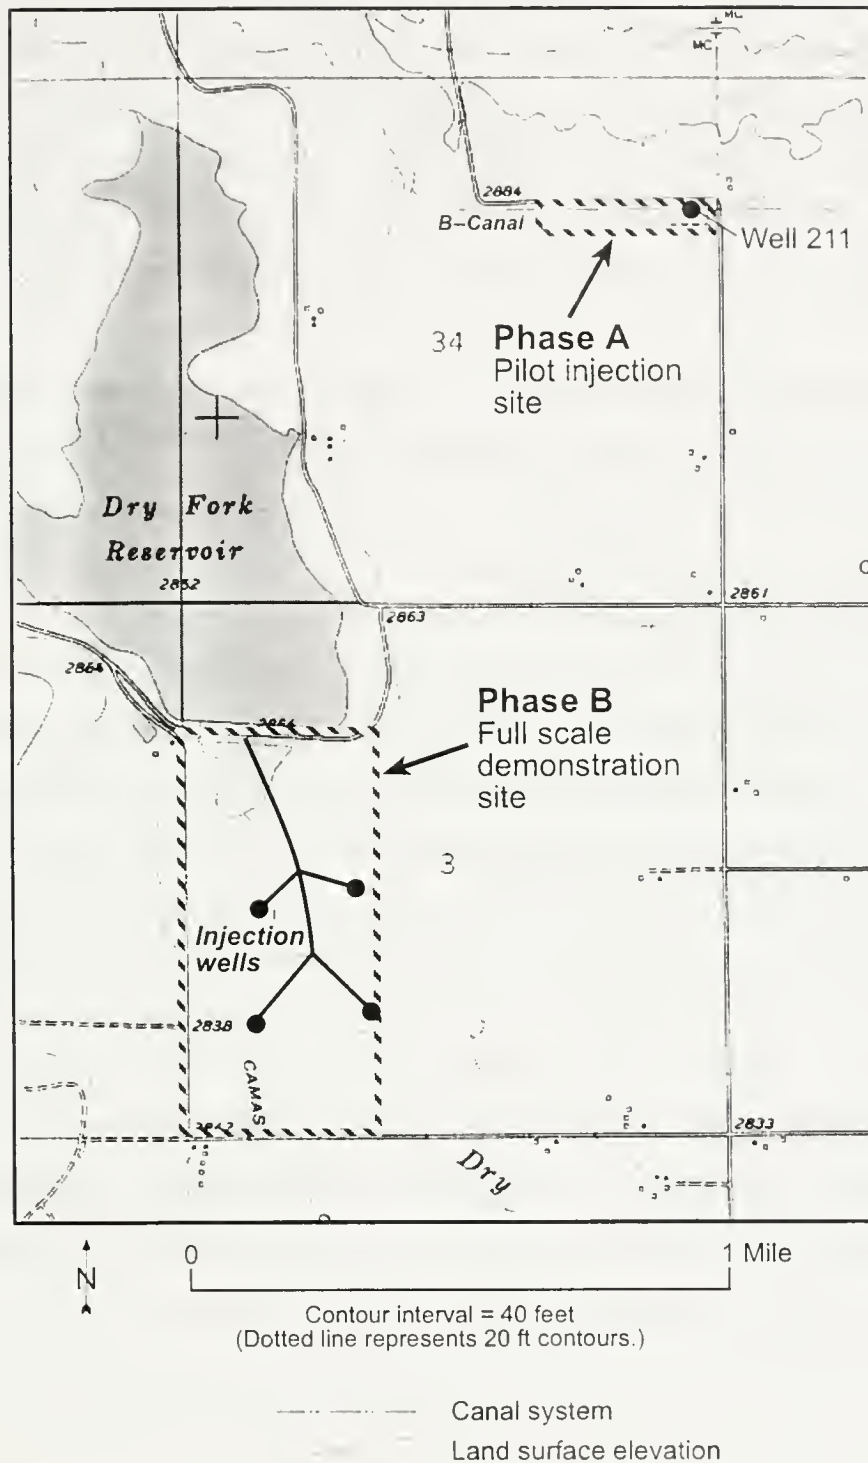 MC
2884
B-Canal
Well 211
34
Phase A
Pilot injection
site
Dry Fork
Reservoir
2852
2861
2863
2864
Phase B
Full scale
demonstration
site
3
Injection
wells
2838
CAMAS
2833
Dry
N
0
1 Mile
Contour interval = 40 feet
(Dotted line represents 20 ft contours.)
Canal system
Land surface elevation